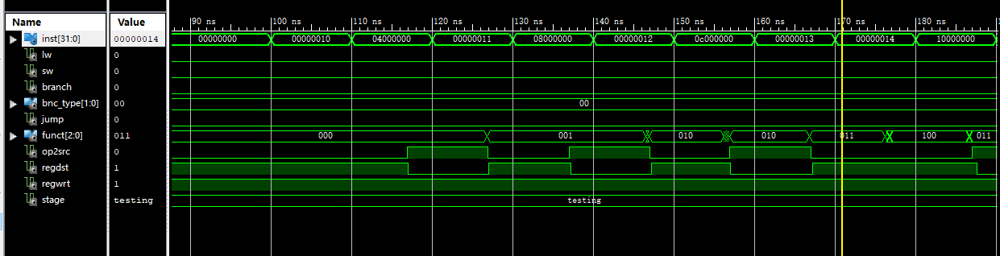 Name Value 90 ns 100 ns 110 ns 120 ns 130 ns 140 ns 150 ns 160 ns 170 ns 180 ns
inst[31:0] 00000014 00000000 00000010 04000000 00000011 08000000 00000012 0c000000 00000013 00000014 10000000
lw 0
sw 0
branch 0
bnc_type[1:0] 00 00
jump 0
funct[2:0] 011 000 001 010 010 011 100 011
op2src 0
regdst 1
regwrt 1
stage testing testing